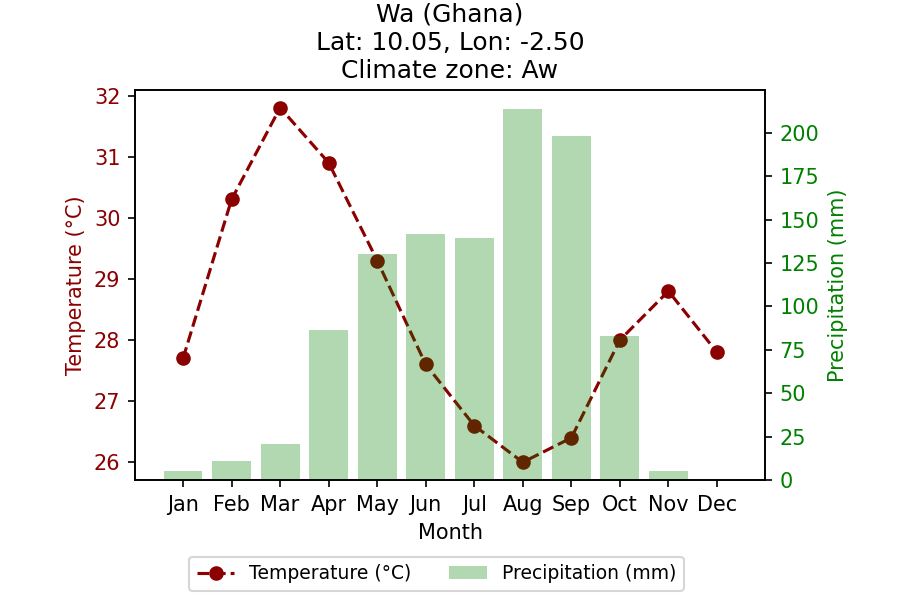 Wa (Ghana)
Lat: 10.05, Lon: -2.50
Climate zone: Aw
32
31
30
29
28
27
26
Temperature (°C)
200
175
150
125
100
75
50
25
0
Precipitation (mm)
Jan Feb Mar Apr May Jun Jul Aug Sep Oct Nov Dec
Month
Temperature (°C) Precipitation (mm)